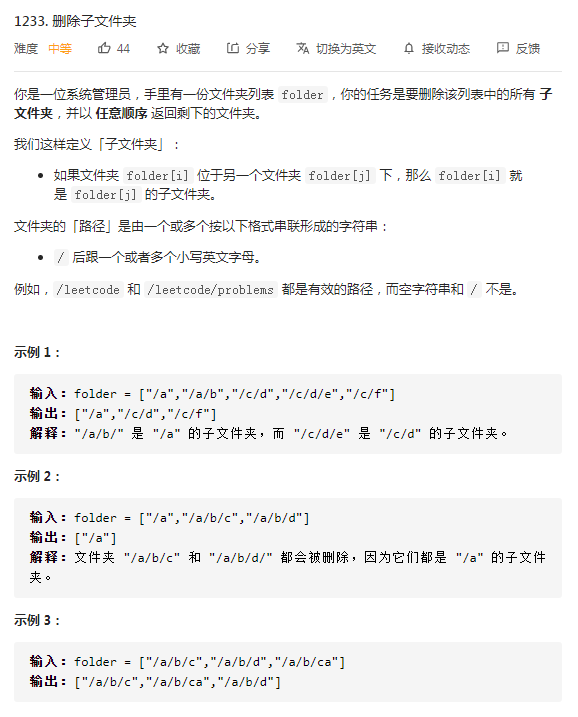 1233. 删除子文件夹
难度 中等 44 收藏 分享 切换为英文 接收动态 反馈
你是一位系统管理员，手里有一份文件夹列表 folder，你的任务是要删除该列表中的所有 子
文件夹，并以 任意顺序 返回剩下的文件夹。
我们这样定义「子文件夹」：
如果文件夹 folder[i] 位于另一个文件夹 folder[j] 下，那么 folder[i] 就
是 folder[j] 的子文件夹。
文件夹的「路径」是由一个或多个按以下格式串联形成的字符串：
/ 后跟一个或者多个小写英文字母。
例如，/leetcode 和 /leetcode/problems 都是有效的路径，而空字符串和 / 不是。
示例 1：
输入：folder = ["/a","/a/b","/c/d","/c/d/e","/c/f"]
输出：["/a","/c/d","/c/f"]
解释："/a/b/" 是 "/a" 的子文件夹，而 "/c/d/e" 是 "/c/d" 的子文件夹。
示例 2：
输入：folder = ["/a","/a/b/c","/a/b/d"]
输出：["/a"]
解释：文件夹 "/a/b/c" 和 "/a/b/d/" 都会被删除，因为它们都是 "/a" 的子文件
夹。
示例 3：
输入：folder = ["/a/b/c","/a/b/d","/a/b/ca"]
输出：["/a/b/c","/a/b/ca","/a/b/d"]